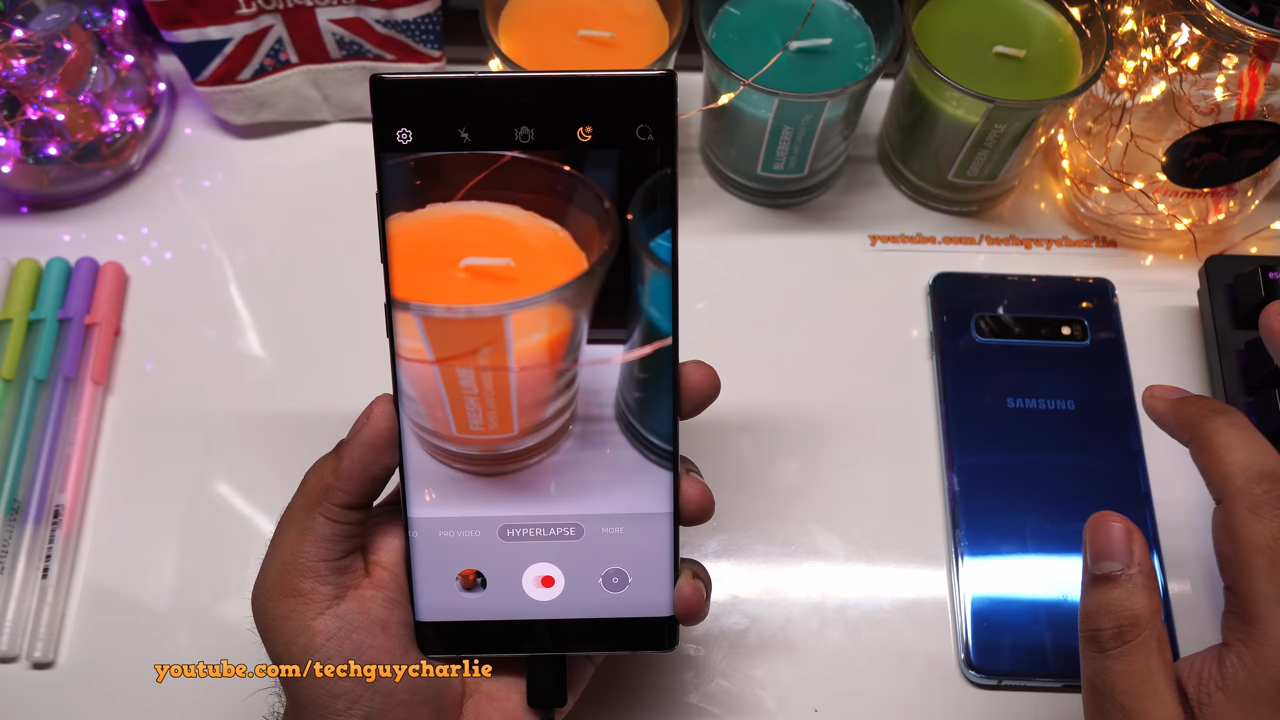 London
BLUEBERRY
GREEN APPLE
youtube.com/techguycharlie
FRESH LIME
SAMSUNG
PRO VIDEO
HYPERLAPSE
MORE
youtube.com/techguycharlie